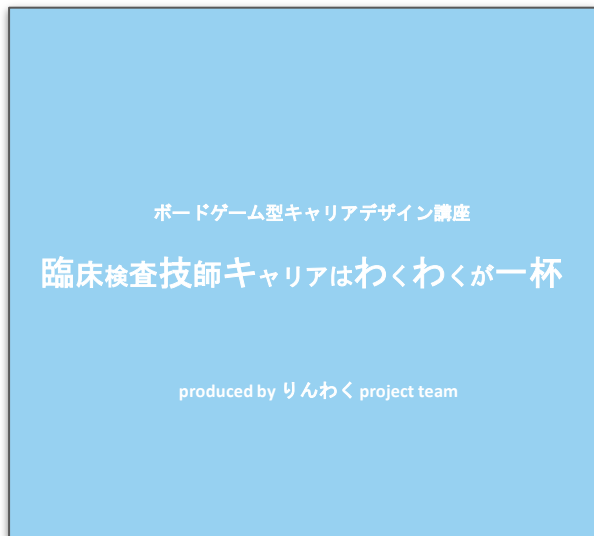 ボードゲーム型キャリアデザイン講座
臨床検査技師キャリアはわくわくが一杯
produced by りんわく project team